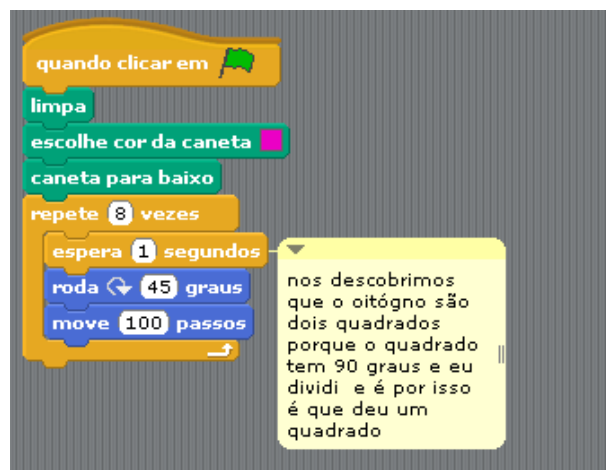 quando clicar em
limpa
escolhe cor da caneta
caneta para baixo
repete 8 vezes
espera 1 segundos
roda 45 graus
move 100 passos
nos descobrimos
que o oitógno são
dois quadrados
porque o quadrado
tem 90 graus e eu
dividi e é por isso
é que deu um
quadrado